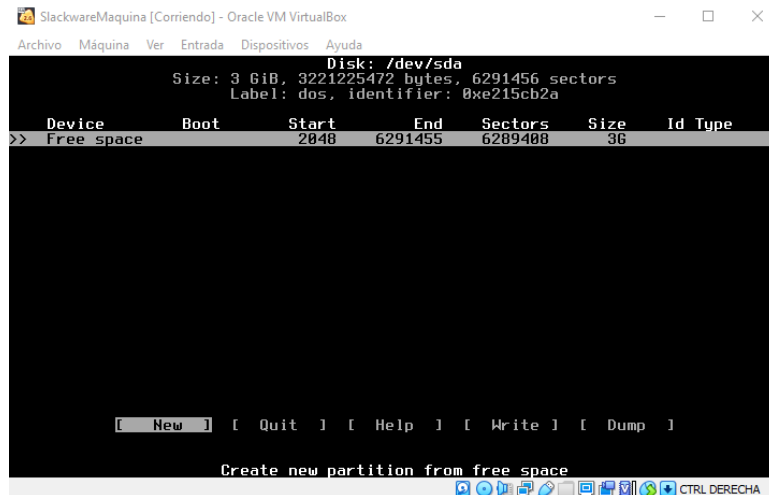 SlackwareMaquina [Corriendo] - Oracle VM VirtualBox
Archivo Máquina Ver Entrada Dispositivos Ayuda
Disk: /dev/sda
Size: 3 GiB, 3221225472 bytes, 6291456 sectors
Label: dos, identifier: 0xe215cb2a
Device Boot Start End Sectors Size Id Type
>> Free space 2048 6291455 6289408 3G
[ New ] [ Quit ] [ Help ] [ Write ] [ Dump ]
Create new partition from free space
CTRL DERECHA